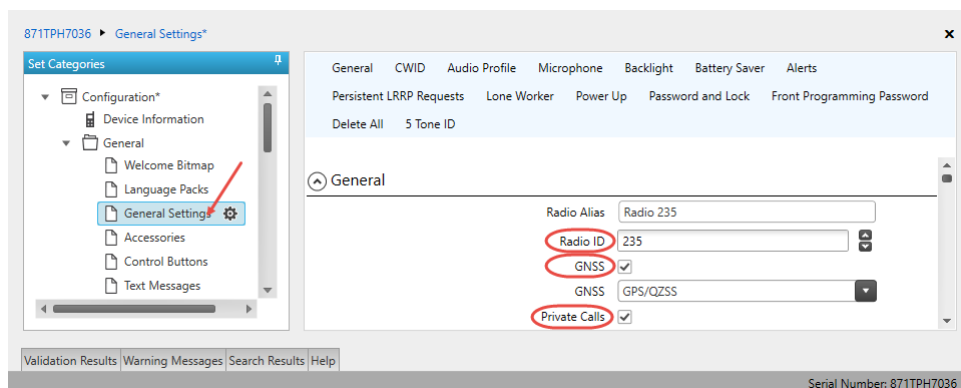 871TPH7036 General Settings*
x
Set Categories
Configuration*
Device Information
General
Welcome Bitmap
Language Packs
General Settings
Accessories
Control Buttons
Text Messages
General CWID Audio Profile Microphone Backlight Battery Saver Alerts
Persistent LRRP Requests Lone Worker Power Up Password and Lock Front Programming Password
Delete All 5 Tone ID
General
Radio Alias Radio 235
Radio ID 235
GNSS
GNSS GPS/QZSS
Private Calls
Validation Results Warning Messages Search Results Help
Serial Number: 871TPH7036